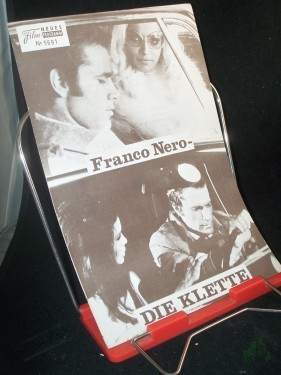 NEUES
Film
Programm
Nr. 5691
Franco Nero-
DIE KLETTE